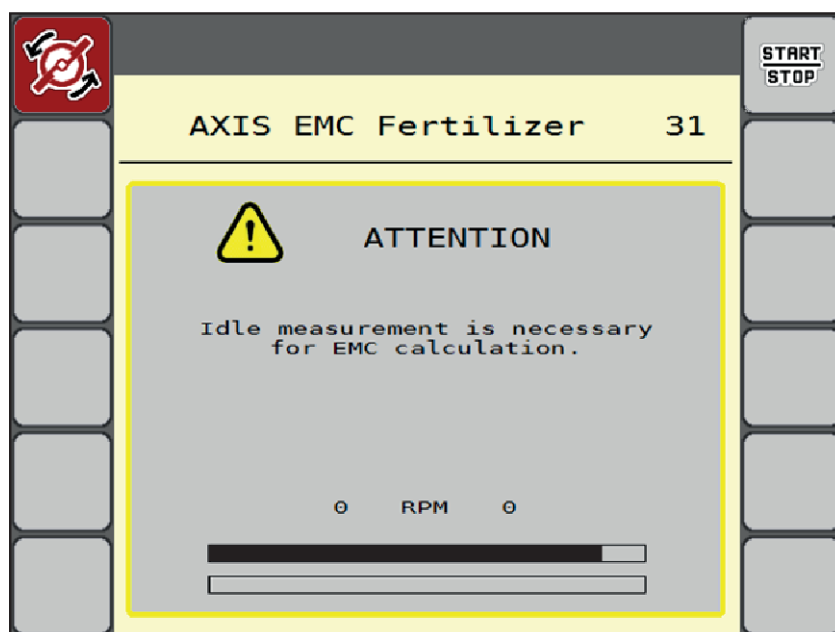 START
STOP
AXIS EMC Fertilizer 31
ATTENTION
Idle measurement is necessary
for EMC calculation.
0 RPM 0